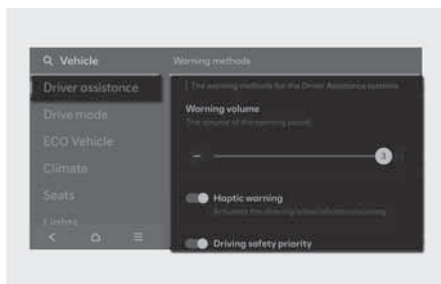 Vehicle
Warning methods
The warning methods for the Driver Assistance systems
Driver assistance
Warning volume
Drive mode
The volume of the warning sound
ECO Vehicle
3
Climate
Seats
Haptic warning
Lights
Driving safety priority